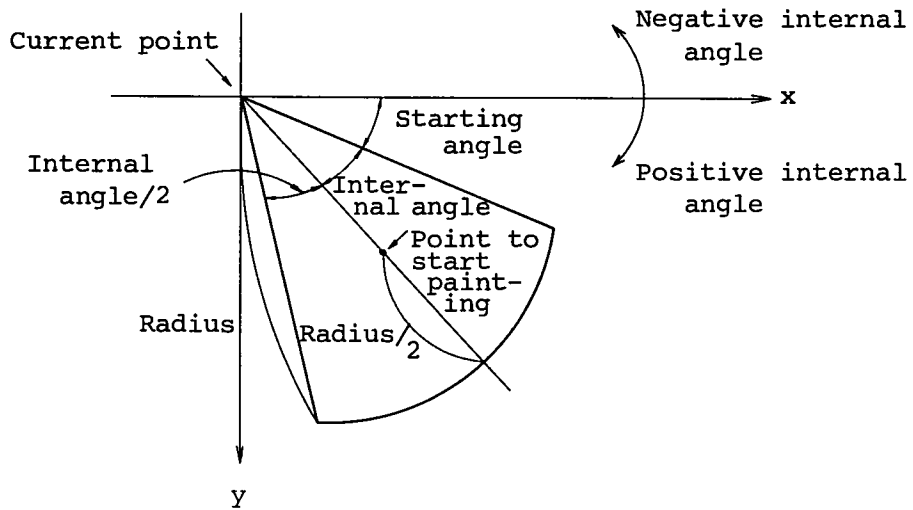 Current point
Negative internal
angle
x
Starting
angle
Internal
angle/2
Inter-
nal angle
Positive internal
angle
Point to
start
paint-
ing
Radius
Radius/2
y